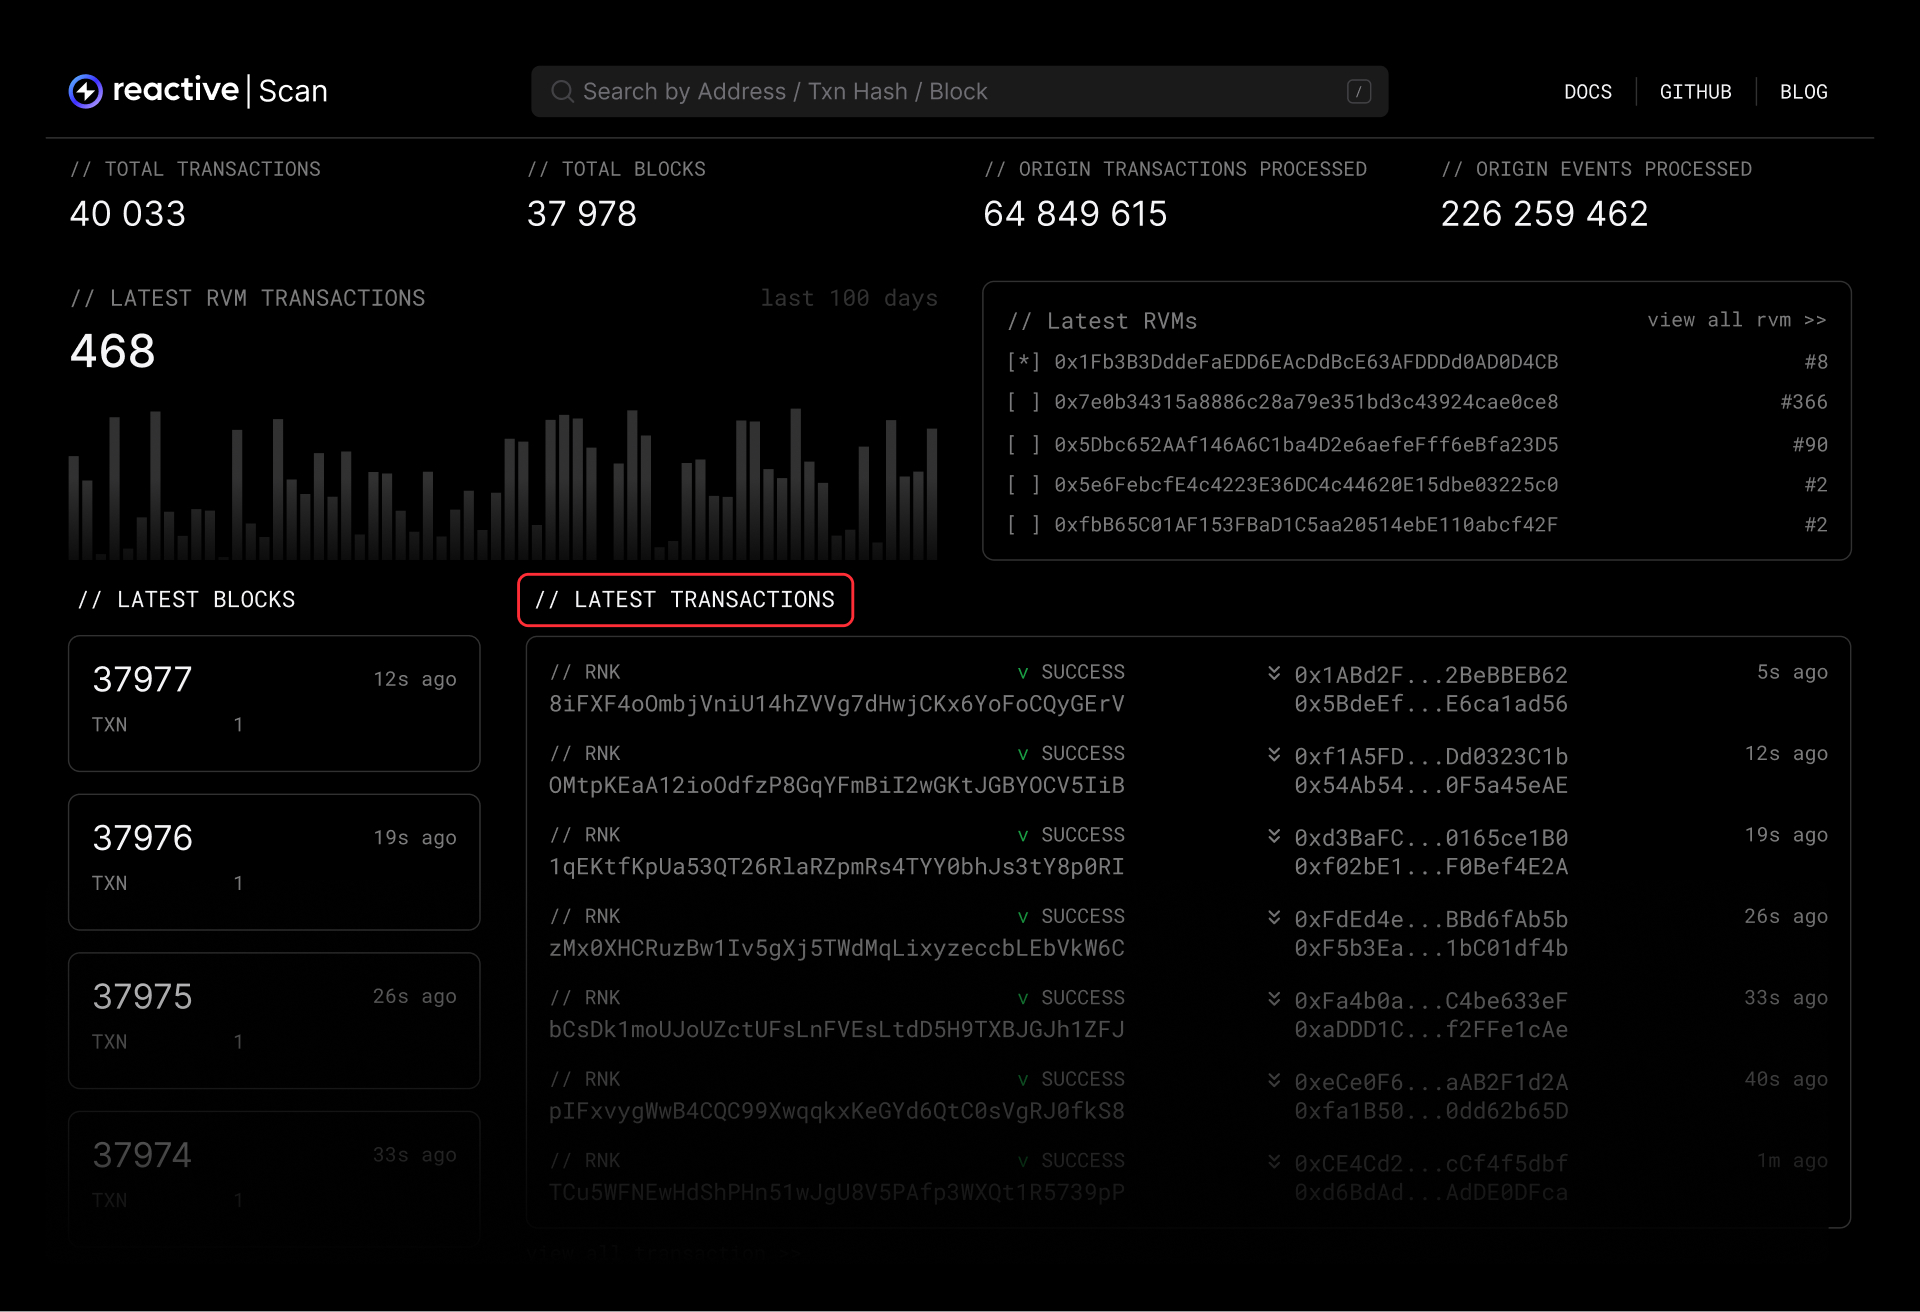 reactive | Scan
Search by Address / Txn Hash / Block
/
DOCS
GITHUB
BLOG
// TOTAL TRANSACTIONS
40 033
// TOTAL BLOCKS
37 978
// ORIGIN TRANSACTIONS PROCESSED
64 849 615
// ORIGIN EVENTS PROCESSED
226 259 462
// LATEST RVM TRANSACTIONS
last 100 days
468
// Latest RVMs
view all rvm >>
[*] 0x1Fb3B3DddeFaEDD6EAcDdBcE63AFDDDd0AD0D4CB #8
[ ] 0x7e0b34315a8886c28a79e351bd3c43924cae0ce8 #366
[ ] 0x5Dbc652AAf146A6C1ba4D2e6aefeFff6eBfa23D5 #90
[ ] 0x5e6FebcfE4c4223E36DC4c44620E15dbe03225c0 #2
[ ] 0xfbB65C01AF153FBaD1C5aa20514ebE110abcf42F #2
// LATEST BLOCKS
37977 12s ago
TXN 1
37976 19s ago
TXN 1
37975 26s ago
TXN 1
37974 33s ago
TXN 1
// LATEST TRANSACTIONS
// RNK v SUCCESS 0x1ABd2F...2BeBBEB62 5s ago
8iFXF4oOmbjVniU14hZVVg7dHwjCKx6YoFoCQyGErV 0x5BdeEf...E6ca1ad56
// RNK v SUCCESS 0xf1A5FD...Dd0323C1b 12s ago
OMtpKEaA12ioOdfzP8GqYFmBiI2wGKtJGBYOCV5IiB 0x54Ab54...0F5a45eAE
// RNK v SUCCESS 0xd3BaFC...0165ce1B0 19s ago
1qEKtfKpUa53QT26RlaRZpmRs4TYY0bhJs3tY8p0RI 0xf02bE1...F0Bef4E2A
// RNK v SUCCESS 0xFdEd4e...BBd6fAb5b 26s ago
zMx0XHCRuzBw1Iv5gXj5TWdMqLixyzeccbLEbVkW6C 0xF5b3Ea...1bC01df4b
// RNK v SUCCESS 0xFa4b0a...C4be633eF 33s ago
bCsDk1moUJoUZctUFsLnFVEsLtdD5H9TXBJGJh1ZFJ 0xaDDD1C...f2FFe1cAe
// RNK v SUCCESS 0xeCe0F6...aAB2F1d2A 40s ago
pIFxvygWwB4CQC99XwqqkxKeGYd6QtC0sVgRJ0fkS8 0xfa1B50...0dd62b65D
// RNK v SUCCESS 0xCE4Cd2...cCf4f5dbf 1m ago
TCu5WFNEwHdShPHn51wJgU8V5PAfp3WXQt1R5739pP 0xd6BdAd...AdDE0DFca
view all transaction >>